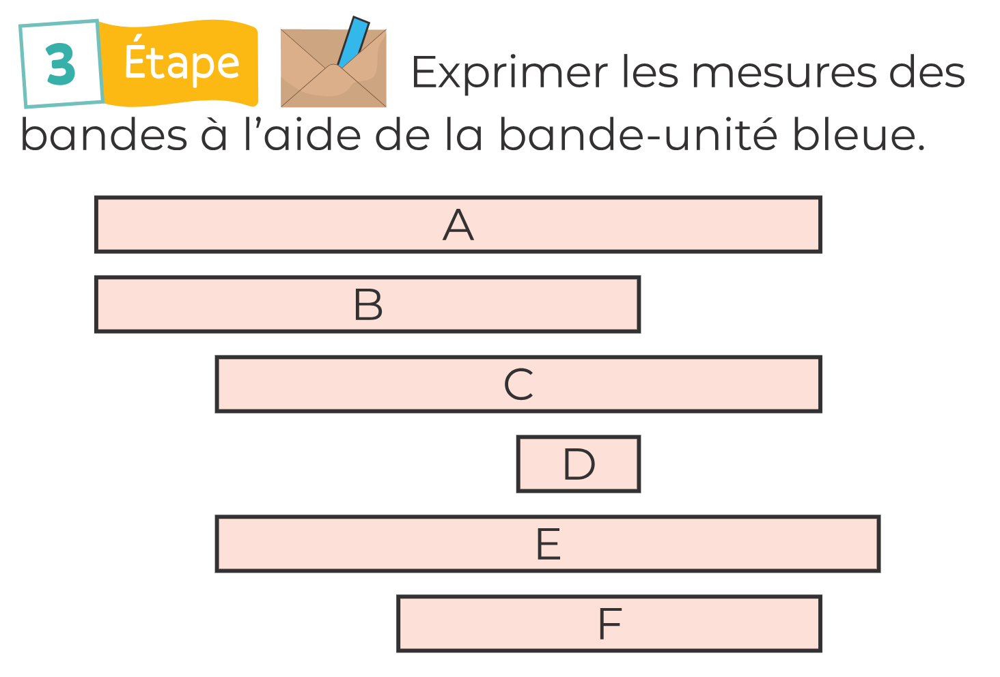 3 Étape Exprimer les mesures des
bandes à l’aide de la bande-unité bleue.
A
B
C
D
E
F